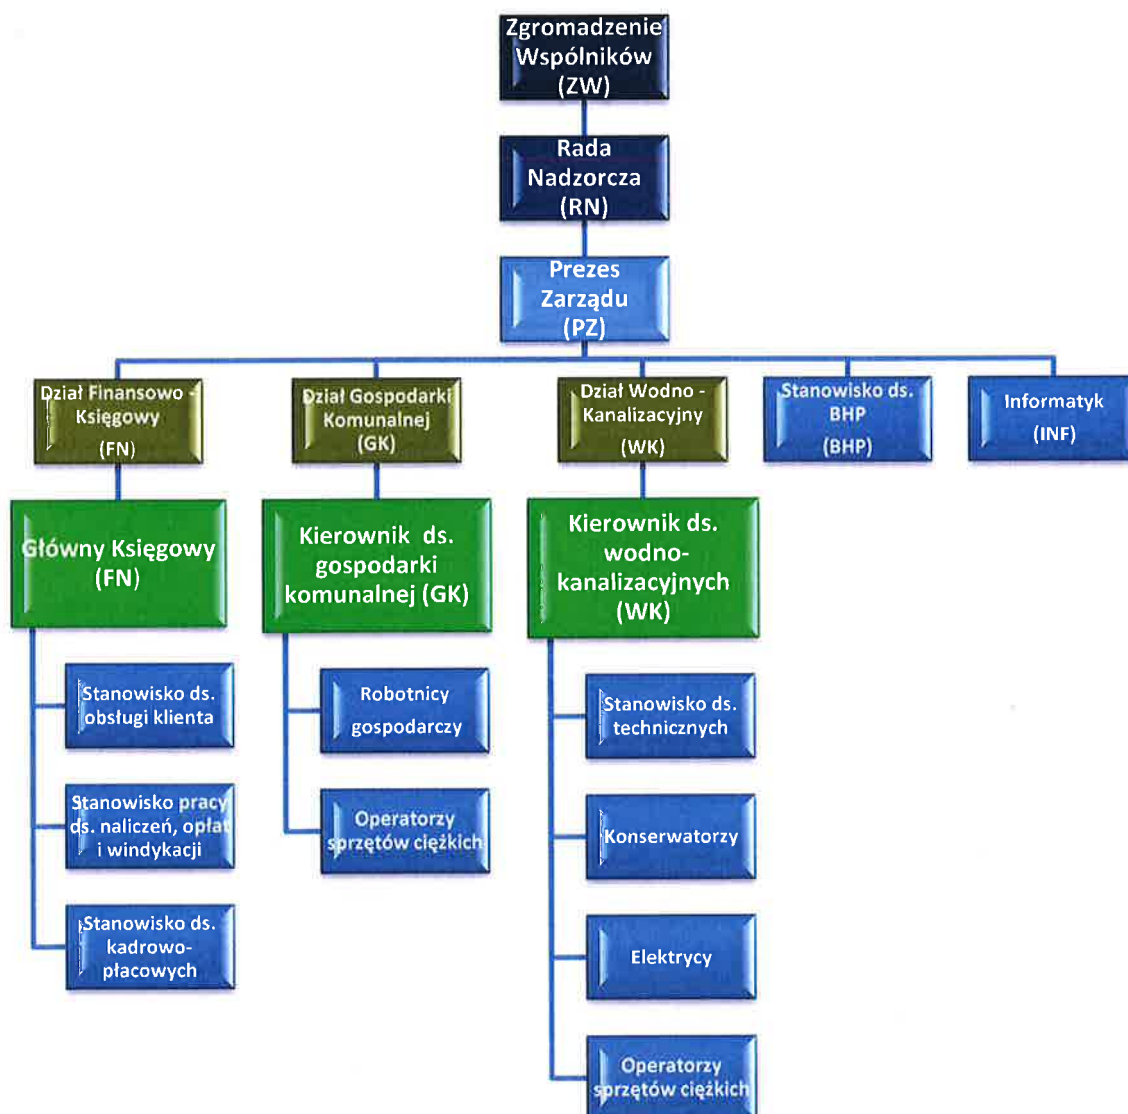 Zgromadzenie
Wspólników
(ZW)
Rada
Nadzorcza
(RN)
Prezes
Zarządu
(PZ)
Dział Finansowo -
Księgowy
(FN)
Dział Gospodarki
Komunalnej
(GK)
Dział Wodno -
Kanalizacyjny
(WK)
Stanowisko ds.
BHP
(BHP)
Informatyk
(INF)
Główny Księgowy
(FN)
Kierownik ds.
gospodarki
komunalnej (GK)
Kierownik ds.
wodno-
kanalizacyjnych
(WK)
Stanowisko ds.
obsługi klienta
Stanowisko pracy
ds. naliczeń, opłat
i windykacji
Stanowisko ds.
kadrowo-
płacowych
Robotnicy
gospodarczy
Operatorzy
sprzętów ciężkich
Stanowisko ds.
technicznych
Konserwatorzy
Elektrycy
Operatorzy
sprzętów ciężkich